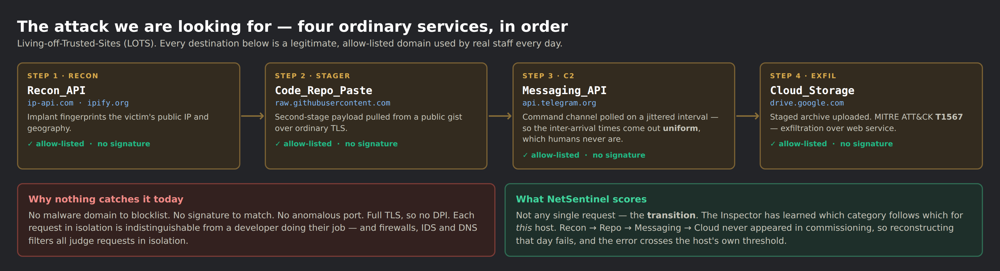 The attack we are looking for — four ordinary services, in order
Living-off-Trusted-Sites (LOTS). Every destination below is a legitimate, allow-listed domain used by real staff every day.
STEP 1 · RECON
Recon_API
ip-api.com · ipify.org
Implant fingerprints the victim's public IP and
geography.
✓ allow-listed · no signature
STEP 2 · STAGER
Code_Repo_Paste
raw.githubusercontent.com
Second-stage payload pulled from a public gist
over ordinary TLS.
✓ allow-listed · no signature
STEP 3 · C2
Messaging_API
api.telegram.org
Command channel polled on a jittered interval —
so the inter-arrival times come out uniform,
which humans never are.
✓ allow-listed · no signature
STEP 4 · EXFIL
Cloud_Storage
drive.google.com
Staged archive uploaded. MITRE ATT&CK T1567
— exfiltration over web service.
✓ allow-listed · no signature
Why nothing catches it today
No malware domain to blocklist. No signature to match. No anomalous port. Full TLS, so no DPI. Each
request in isolation is indistinguishable from a developer doing their job — and firewalls, IDS and DNS
filters all judge requests in isolation.
What NetSentinel scores
Not any single request — the transition. The Inspector has learned which category follows which for
this host. Recon → Repo → Messaging → Cloud never appeared in commissioning, so reconstructing
that day fails, and the error crosses the host's own threshold.